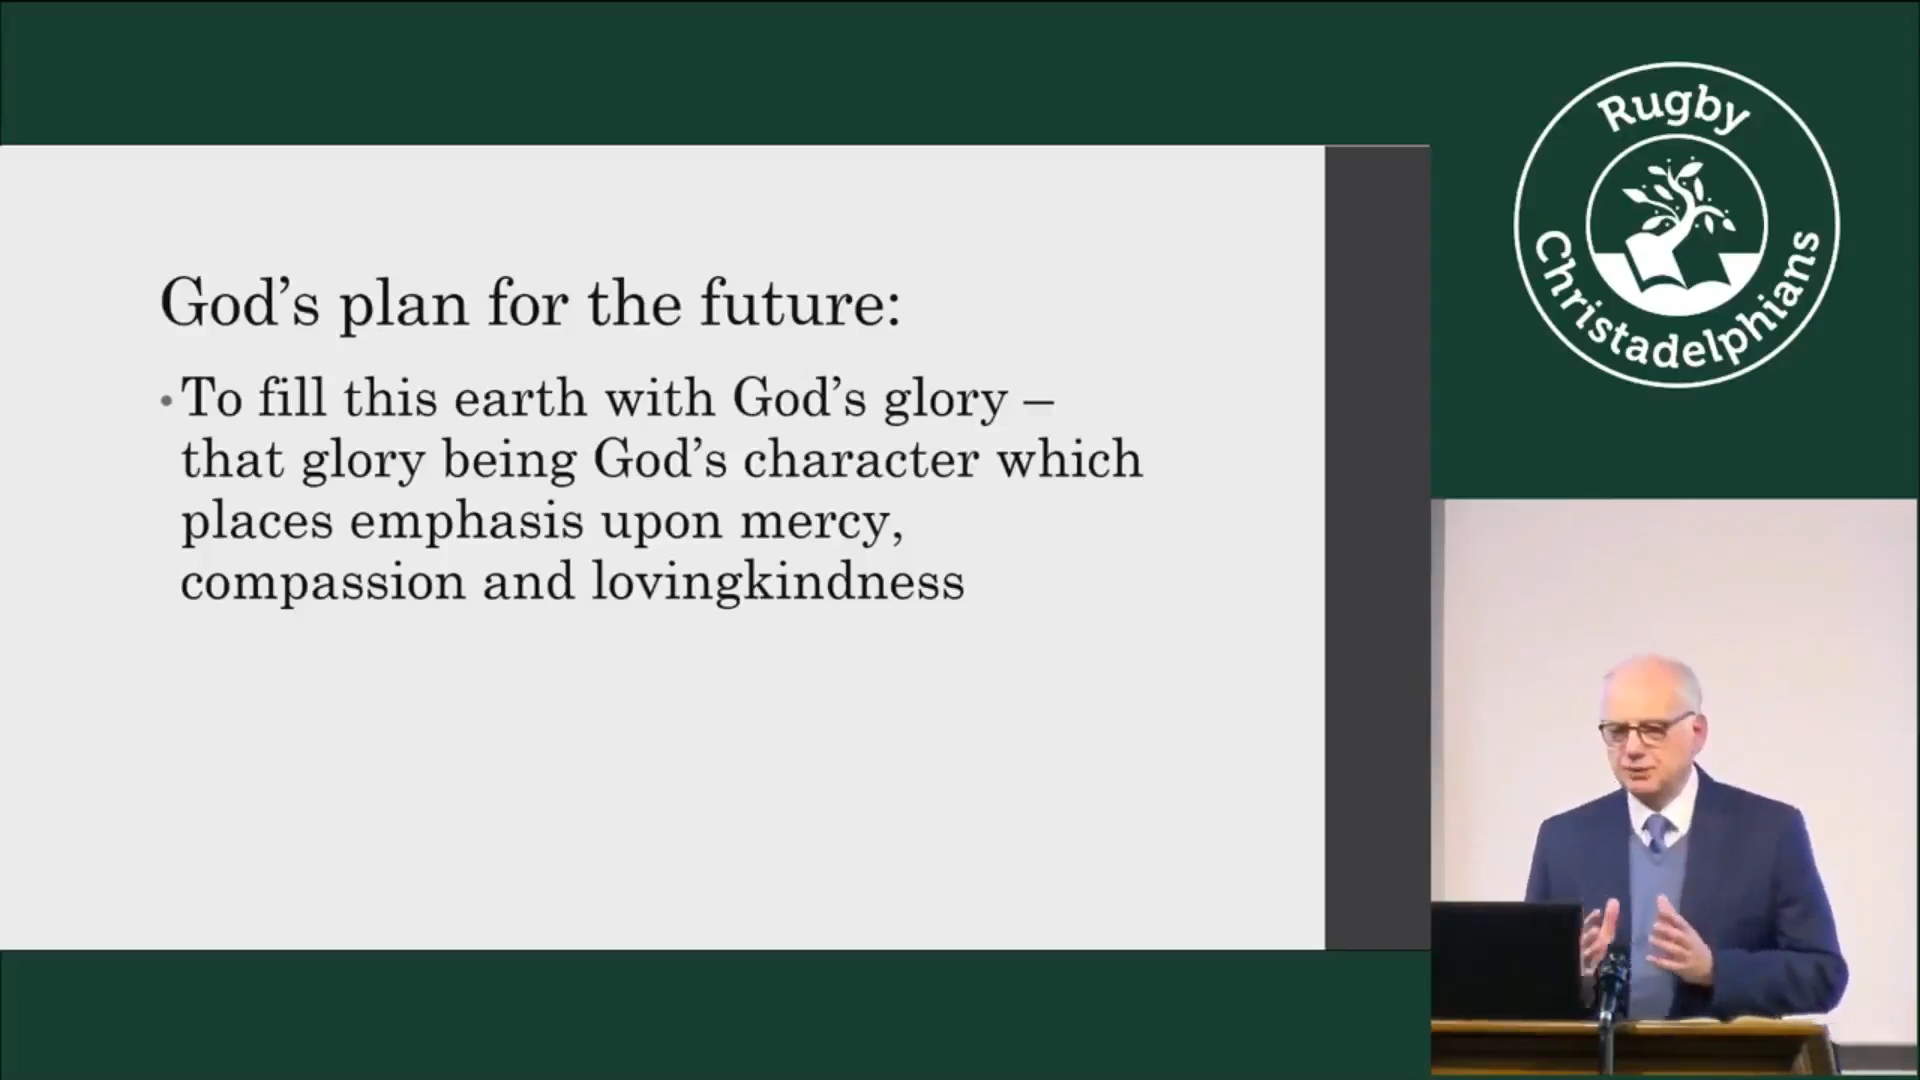 God's plan for the future:
• To fill this earth with God's glory –
that glory being God's character which
places emphasis upon mercy,
compassion and lovingkindness
Rugby
Christadelphians